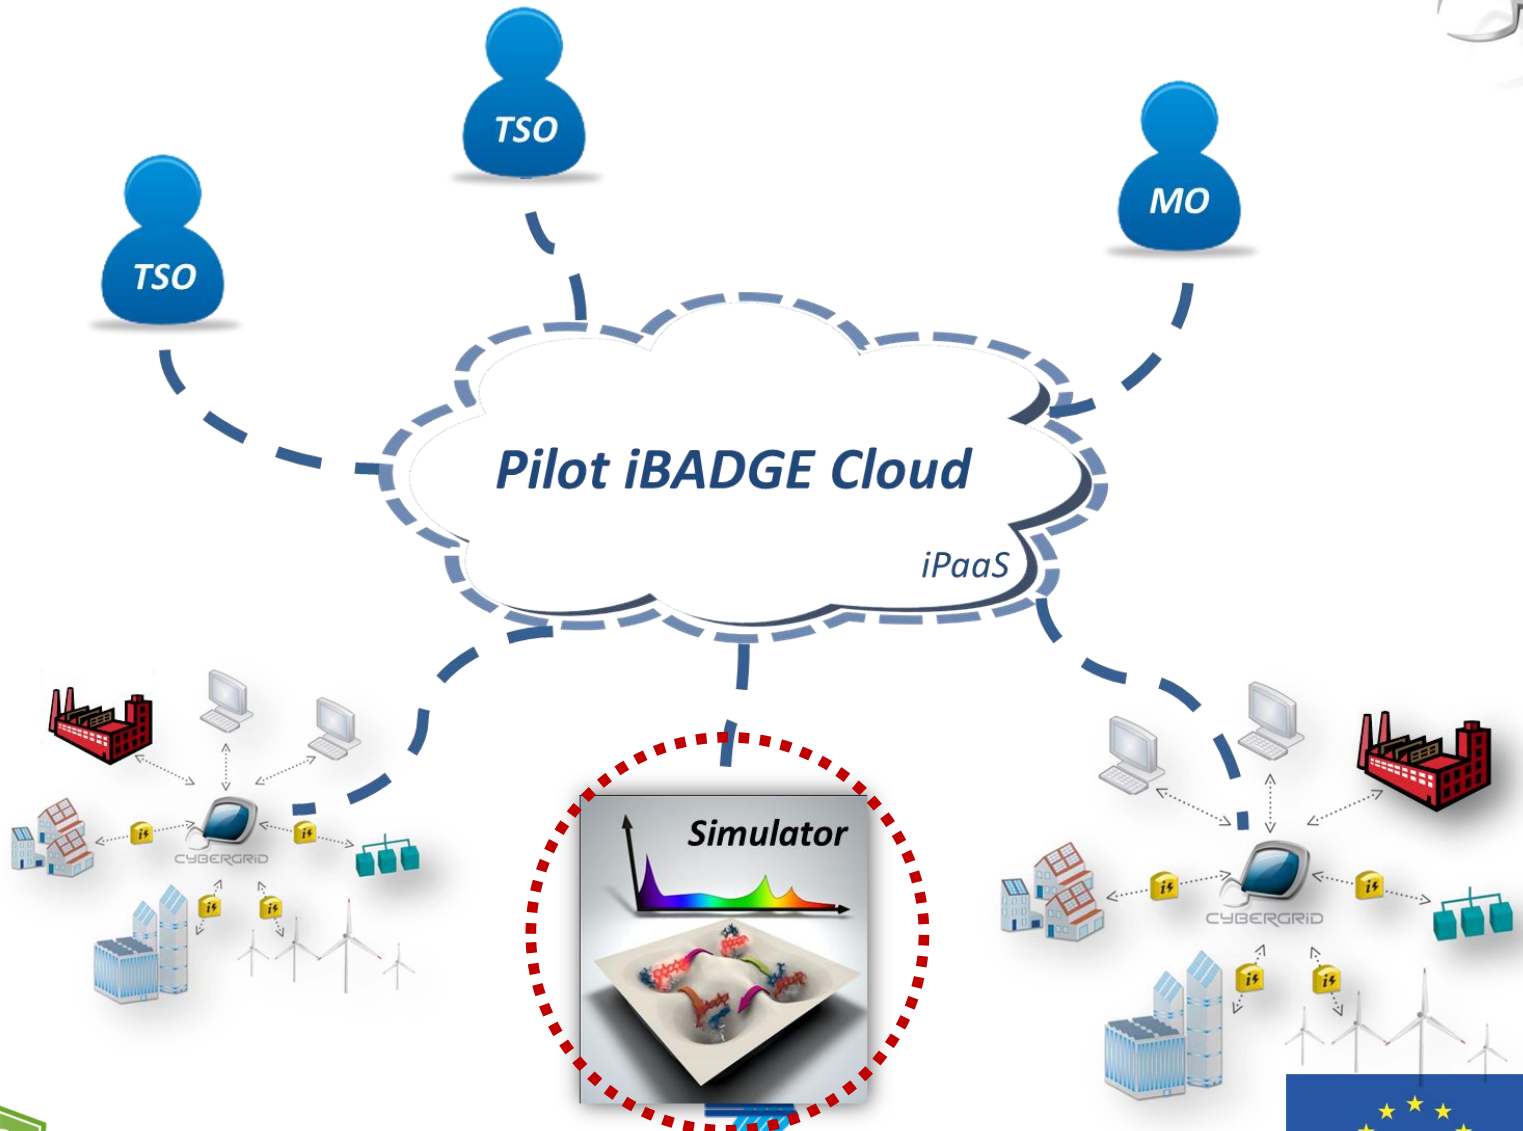 TSO
MO
TSO
Pilot iBADGE Cloud
iPaaS
Simulator
CYBERGRID
CYBERGRID